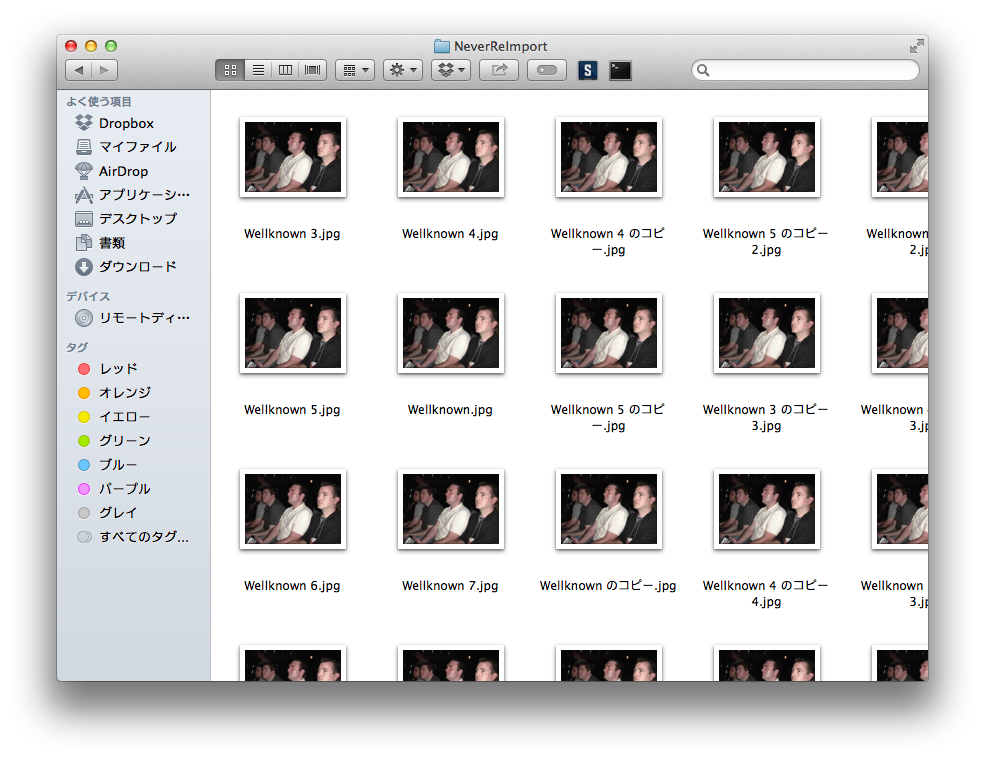 NeverReImport
S
よく使う項目
Dropbox
マイファイル
AirDrop
アプリケーシ…
デスクトップ
書類
ダウンロード
デバイス
リモートディ…
タグ
レッド
オレンジ
イエロー
グリーン
ブルー
パープル
グレイ
すべてのタグ...
Wellknown 3.jpg
Wellknown 4.jpg
Wellknown 4 のコピ
ー.jpg
Wellknown 5 のコピー
2.jpg
Wellknown
2.jp
Wellknown 5.jpg
Wellknown.jpg
Wellknown 5 のコピ
ー.jpg
Wellknown 3 のコピー
3.jpg
Wellknown
3.jp
Wellknown 6.jpg
Wellknown 7.jpg
Wellknown のコピー.jpg
Wellknown 4 のコピー
4.jpg
Wellknown
3.jp